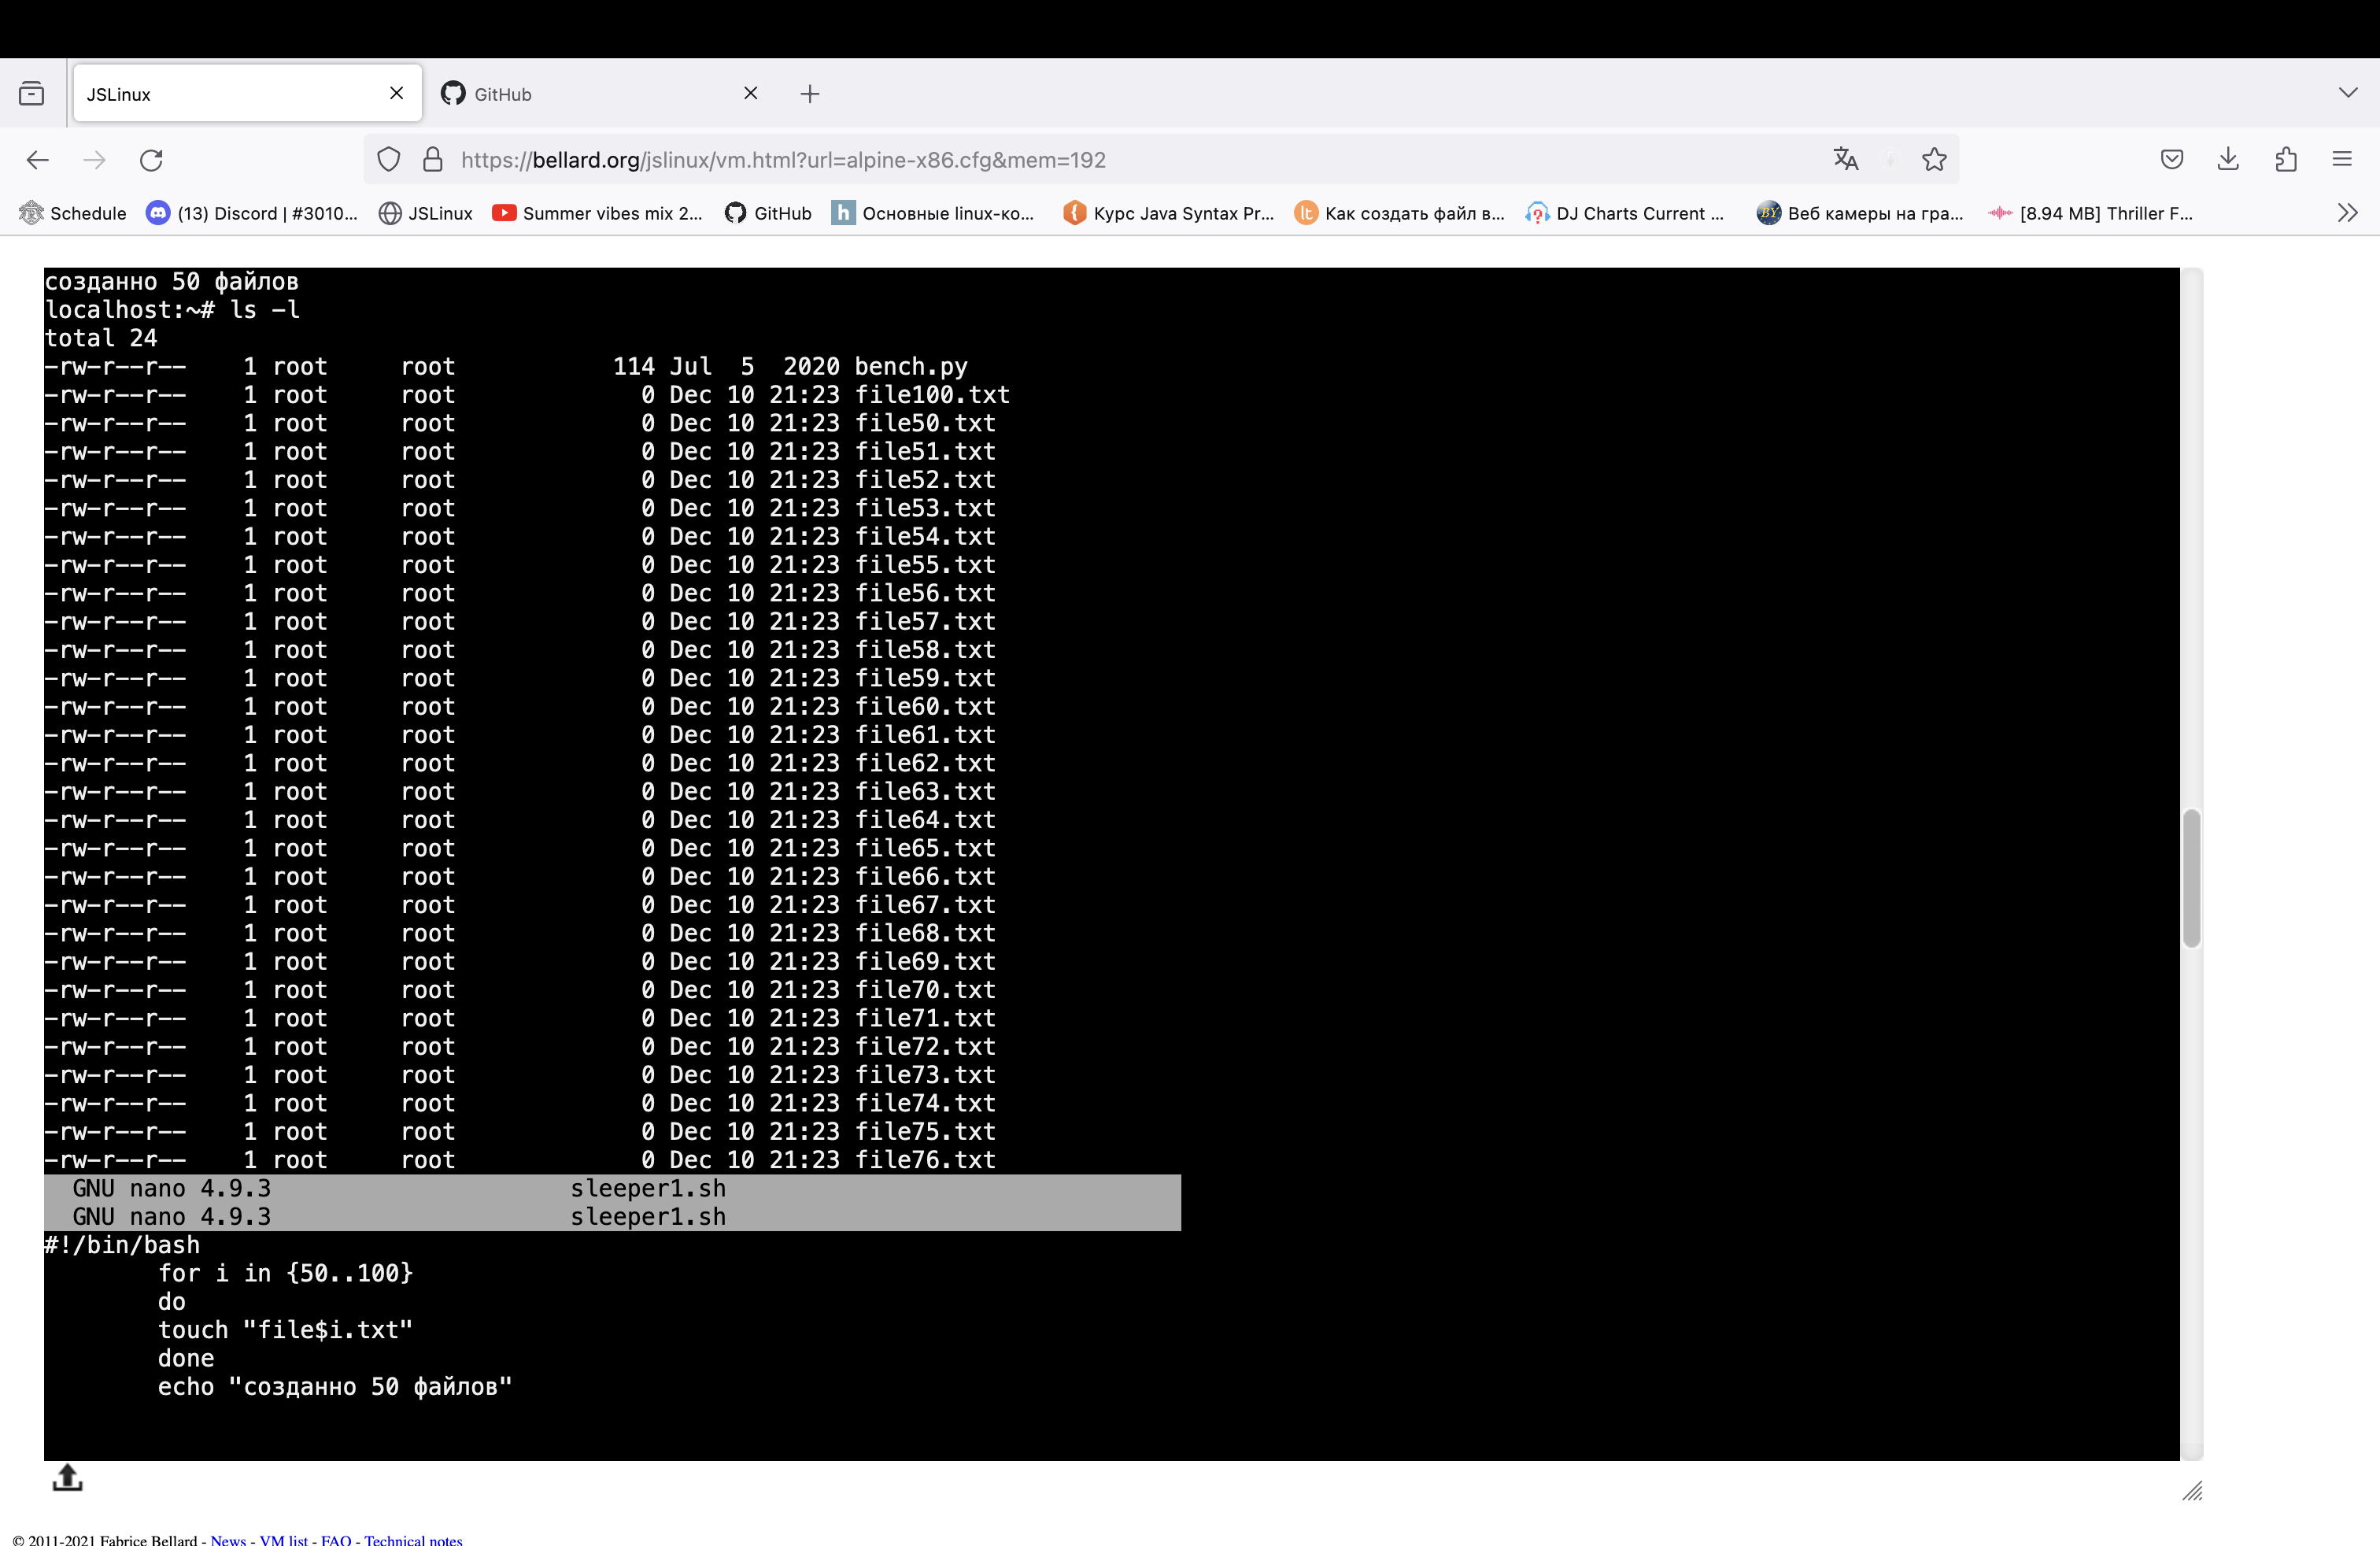 JSLinux
GitHub
https://bellard.org/jslinux/vm.html?url=alpine-x86.cfg&mem=192
Schedule (13) Discord | #3010... JSLinux Summer vibes mix 2... GitHub Основные linux-ко... Курс Java Syntax Pr... Как создать файл в... DJ Charts Current ... Веб камеры на гра... [8.94 MB] Thriller F...
созданно 50 файлов
localhost:~# ls -l
total 24
-rw-r--r-- 1 root root 114 Jul 5 2020 bench.py
-rw-r--r-- 1 root root 0 Dec 10 21:23 file100.txt
-rw-r--r-- 1 root root 0 Dec 10 21:23 file50.txt
-rw-r--r-- 1 root root 0 Dec 10 21:23 file51.txt
-rw-r--r-- 1 root root 0 Dec 10 21:23 file52.txt
-rw-r--r-- 1 root root 0 Dec 10 21:23 file53.txt
-rw-r--r-- 1 root root 0 Dec 10 21:23 file54.txt
-rw-r--r-- 1 root root 0 Dec 10 21:23 file55.txt
-rw-r--r-- 1 root root 0 Dec 10 21:23 file56.txt
-rw-r--r-- 1 root root 0 Dec 10 21:23 file57.txt
-rw-r--r-- 1 root root 0 Dec 10 21:23 file58.txt
-rw-r--r-- 1 root root 0 Dec 10 21:23 file59.txt
-rw-r--r-- 1 root root 0 Dec 10 21:23 file60.txt
-rw-r--r-- 1 root root 0 Dec 10 21:23 file61.txt
-rw-r--r-- 1 root root 0 Dec 10 21:23 file62.txt
-rw-r--r-- 1 root root 0 Dec 10 21:23 file63.txt
-rw-r--r-- 1 root root 0 Dec 10 21:23 file64.txt
-rw-r--r-- 1 root root 0 Dec 10 21:23 file65.txt
-rw-r--r-- 1 root root 0 Dec 10 21:23 file66.txt
-rw-r--r-- 1 root root 0 Dec 10 21:23 file67.txt
-rw-r--r-- 1 root root 0 Dec 10 21:23 file68.txt
-rw-r--r-- 1 root root 0 Dec 10 21:23 file69.txt
-rw-r--r-- 1 root root 0 Dec 10 21:23 file70.txt
-rw-r--r-- 1 root root 0 Dec 10 21:23 file71.txt
-rw-r--r-- 1 root root 0 Dec 10 21:23 file72.txt
-rw-r--r-- 1 root root 0 Dec 10 21:23 file73.txt
-rw-r--r-- 1 root root 0 Dec 10 21:23 file74.txt
-rw-r--r-- 1 root root 0 Dec 10 21:23 file75.txt
-rw-r--r-- 1 root root 0 Dec 10 21:23 file76.txt
GNU nano 4.9.3 sleeper1.sh
GNU nano 4.9.3 sleeper1.sh
#!/bin/bash
for i in {50..100}
do
touch "file$i.txt"
done
echo "созданно 50 файлов"
© 2011-2021 Fabrice Bellard - News - VM list - FAQ - Technical notes